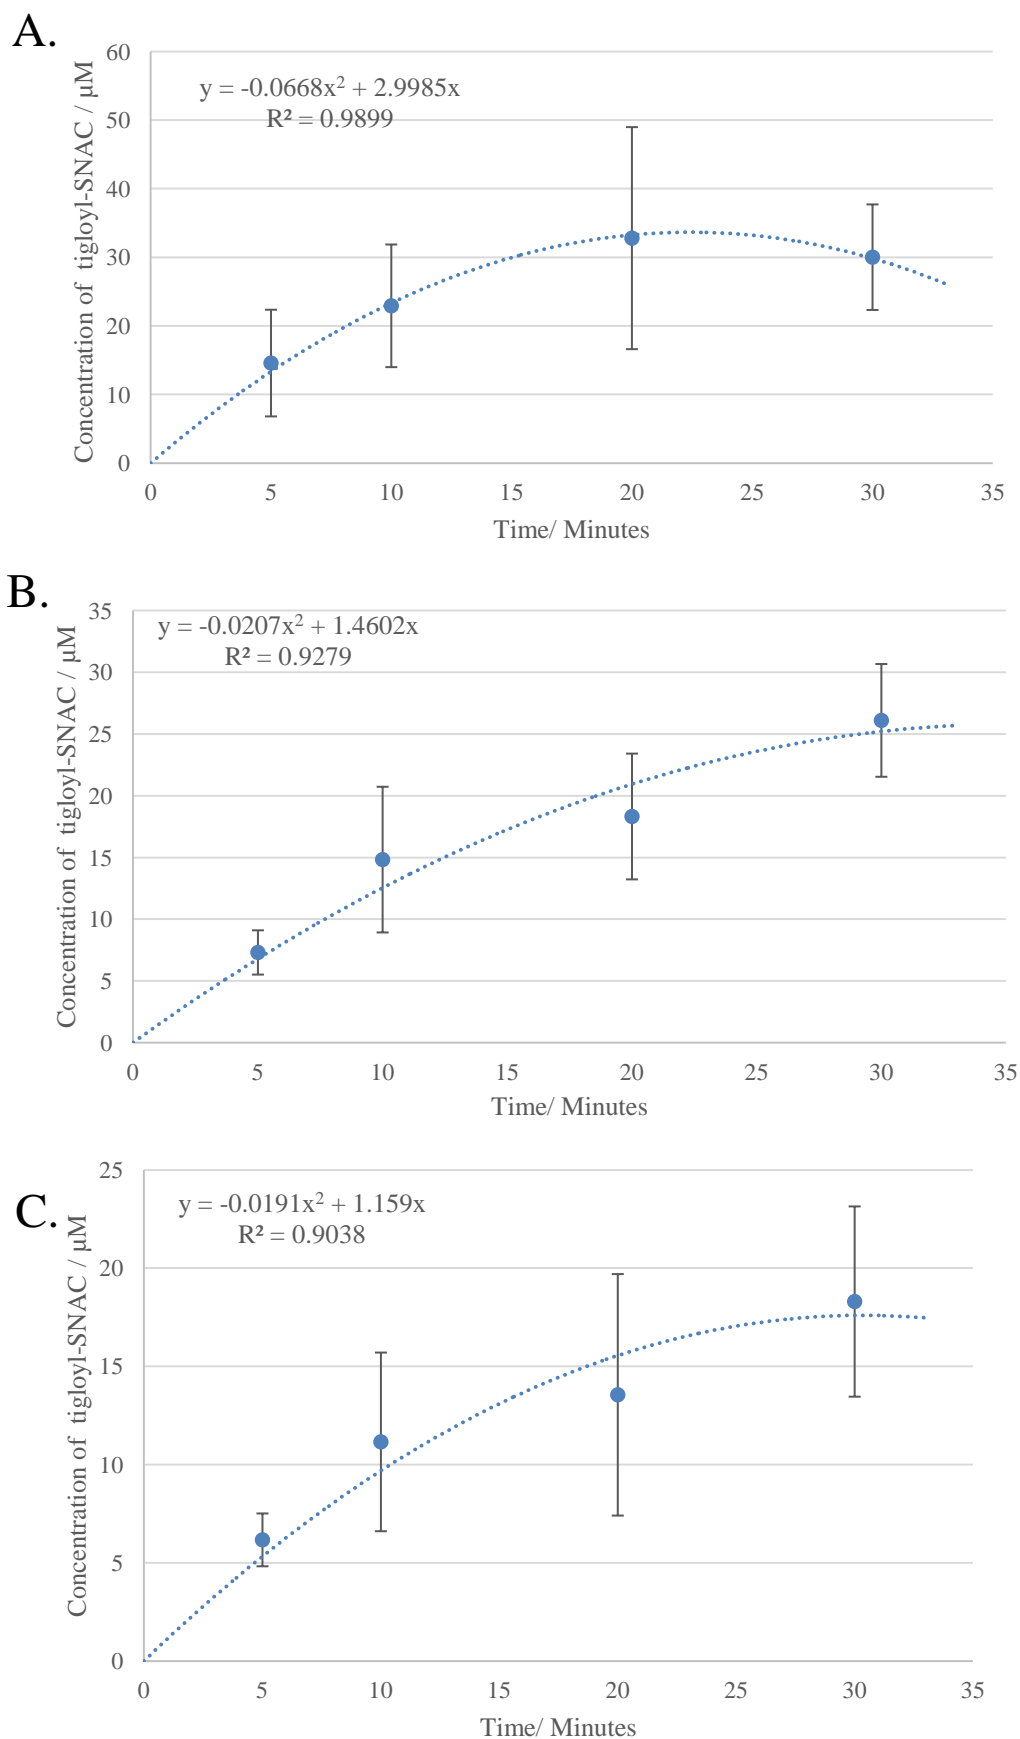 A.
60
50
40
30
20
10
0
y = -0.0668x² + 2.9985x
R² = 0.9899
Concentration of tigloyl-SNAC / μM
0 5 10 15 20 25 30 35
Time/ Minutes
B.
35
30
25
20
15
10
5
0
y = -0.0207x² + 1.4602x
R² = 0.9279
Concentration of tigloyl-SNAC / μM
0 5 10 15 20 25 30 35
Time/ Minutes
C.
25
20
15
10
5
0
y = -0.0191x² + 1.159x
R² = 0.9038
Concentration of tigloyl-SNAC / μM
0 5 10 15 20 25 30 35
Time/ Minutes